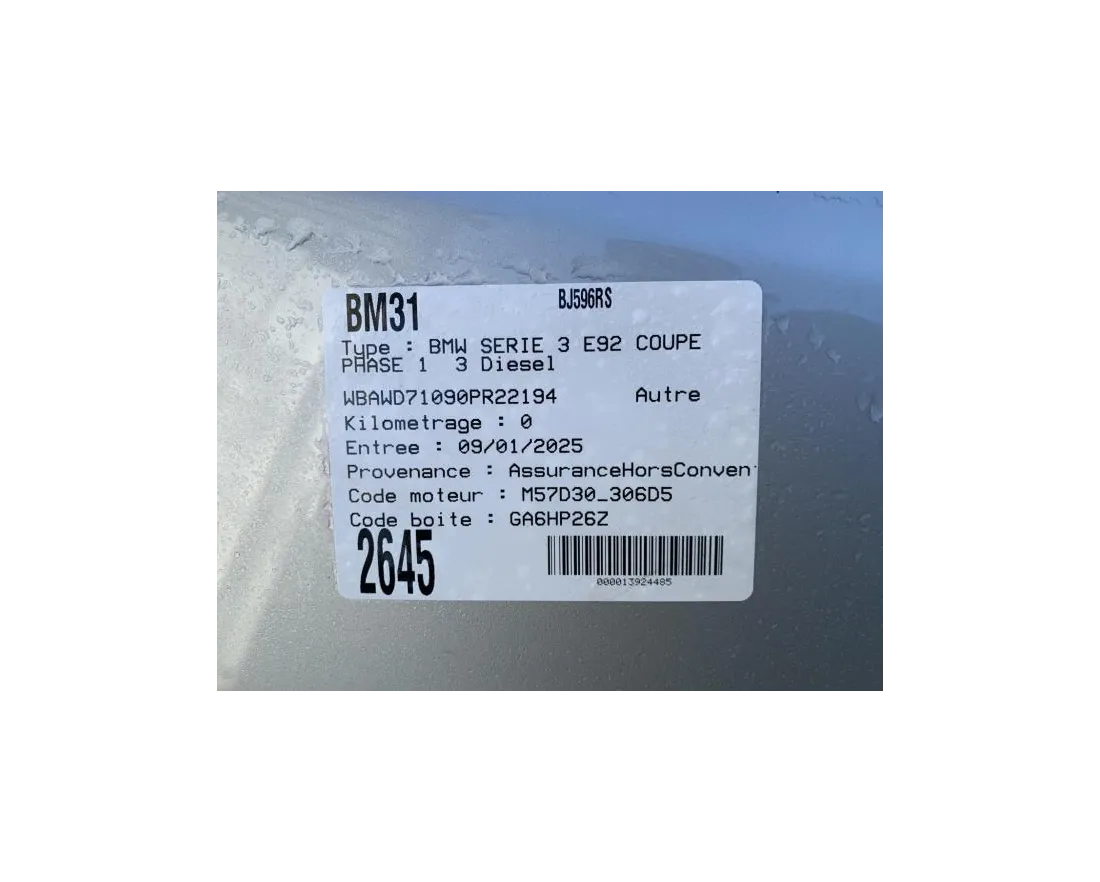 BM31 BJ596RS
Type : BMW SERIE 3 E92 COUPE
PHASE 1 3 Diesel
WBAWD71090PR22194 Autre
Kilometrage : 0
Entree : 09/01/2025
Provenance : AssuranceHorsConven
Code moteur : M57D30_306D5
Code boite : GA6HP26Z
2645
000013924485